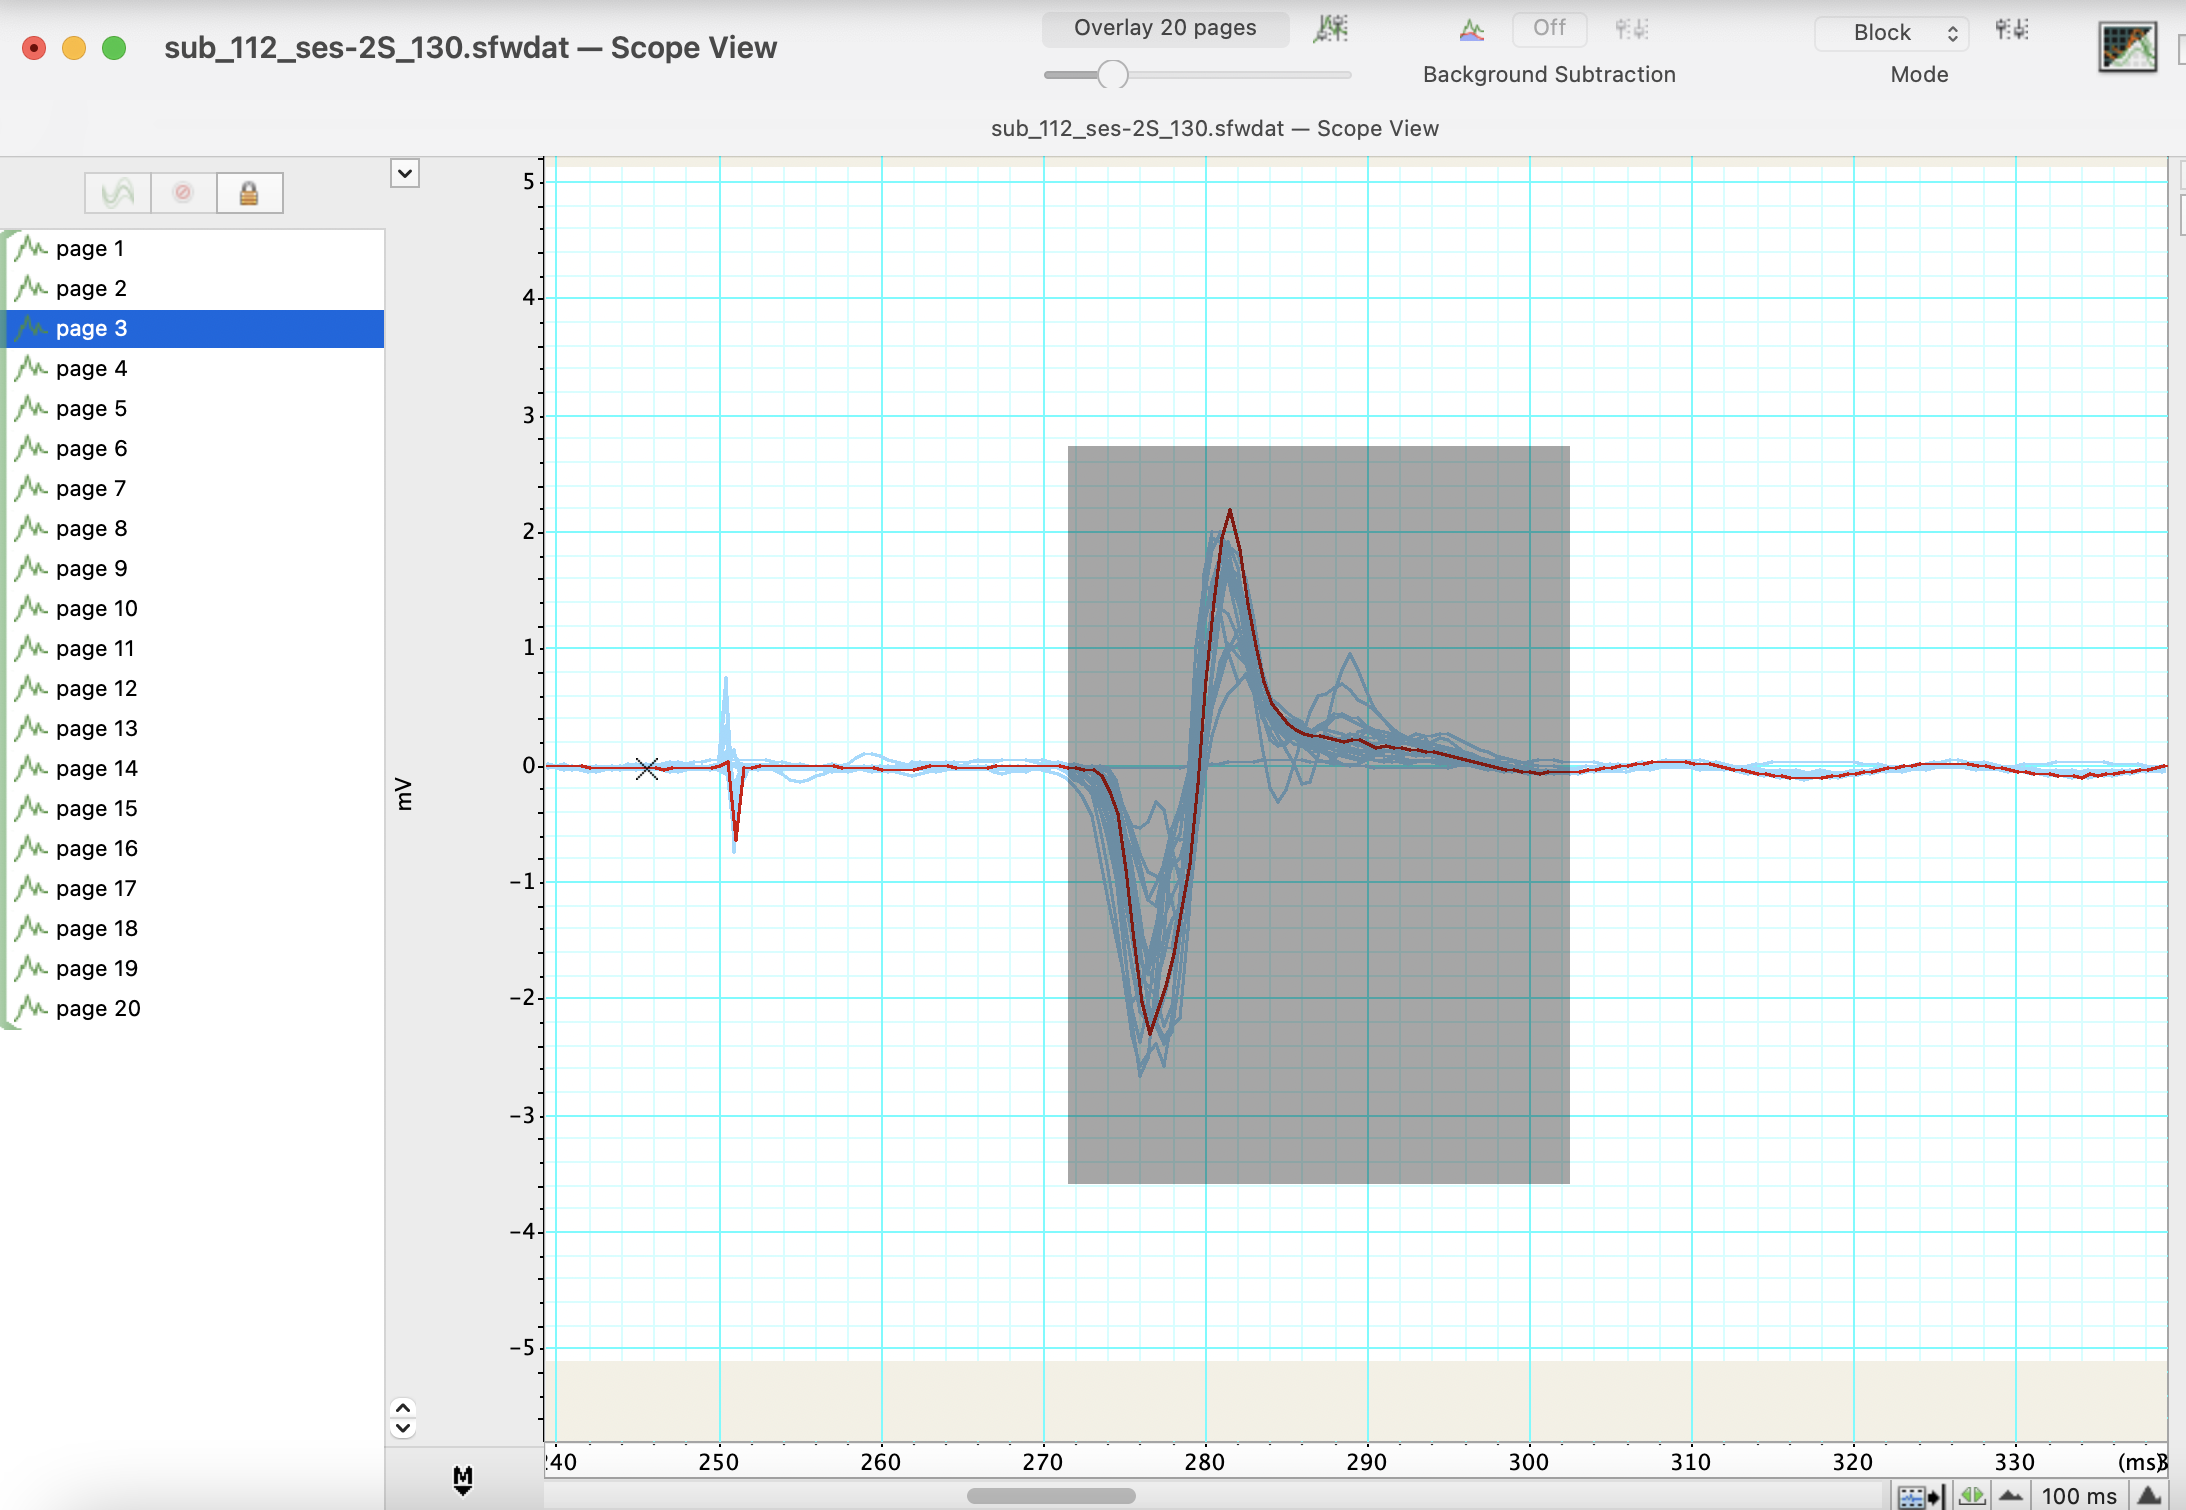 sub_112_ses-2S_130.sfwdat — Scope View
Overlay 20 pages
Off
Block
Background Subtraction
Mode
sub_112_ses-2S_130.sfwdat — Scope View
page 1
page 2
page 3
page 4
page 5
page 6
page 7
page 8
page 9
page 10
page 11
page 12
page 13
page 14
page 15
page 16
page 17
page 18
page 19
page 20
mV
5
4
3
2
1
0
−1
−2
−3
−4
−5
M
240 250 260 270 280 290 300 310 320 330 (ms)
100 ms